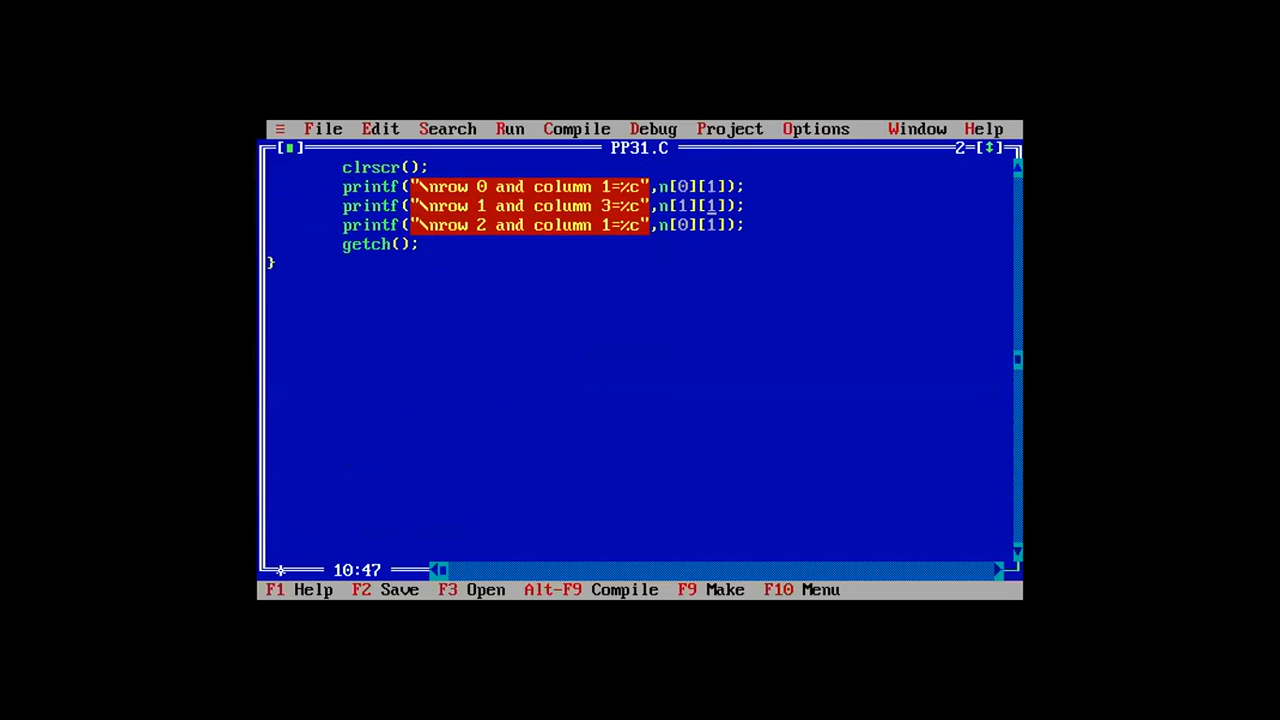 ≡ File Edit Search Run Compile Debug Project Options Window Help
[■] PP31.C 2=[↕]
clrscr();
printf("\nrow 0 and column 1=%c",n[0][1]);
printf("\nrow 1 and column 3=%c",n[1][1]);
printf("\nrow 2 and column 1=%c",n[0][1]);
getch();
}
10:47
F1 Help F2 Save F3 Open Alt-F9 Compile F9 Make F10 Menu